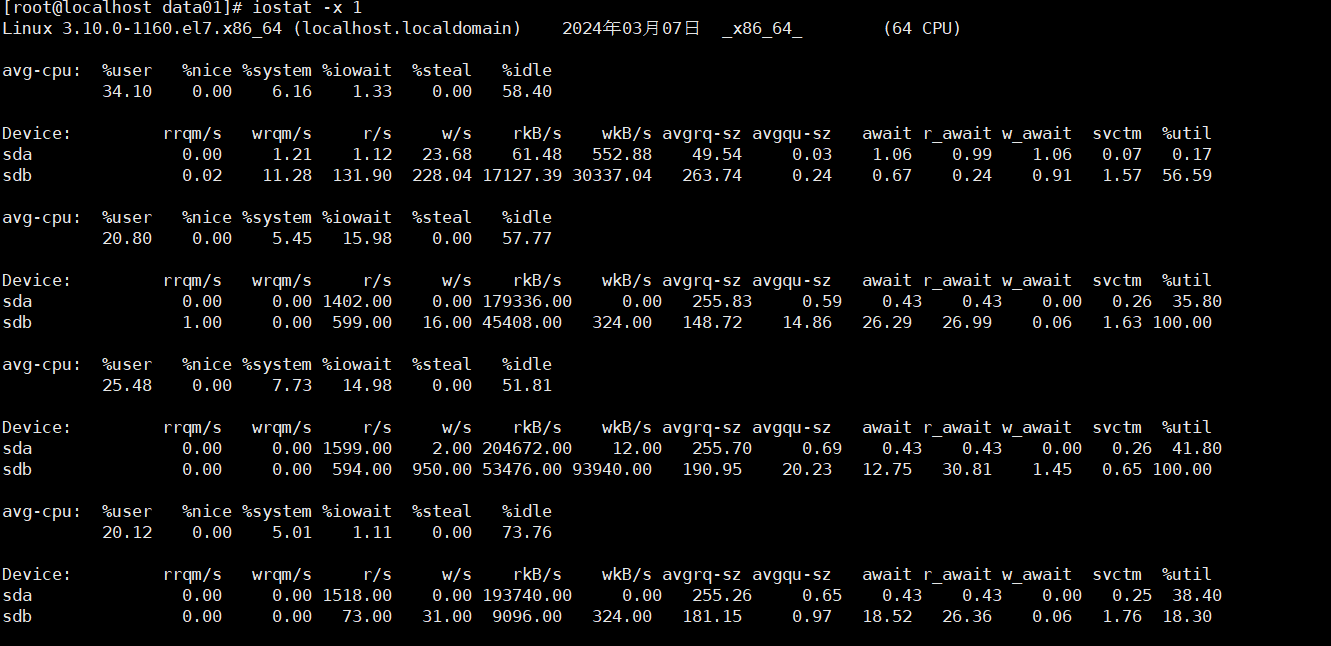 [root@localhost data01]# iostat -x 1
Linux 3.10.0-1160.el7.x86_64 (localhost.localdomain) 	2024年03月07日 	_x86_64_	(64 CPU)
avg-cpu:  %user   %nice %system %iowait  %steal   %idle
          34.10    0.00    6.16    1.33    0.00   58.40
Device:         rrqm/s   wrqm/s     r/s     w/s    rkB/s    wkB/s avgrq-sz avgqu-sz   await r_await w_await  svctm  %util
sda               0.00     1.21    1.12   23.68    61.48   552.88    49.54     0.03    1.06    0.99    1.06   0.07   0.17
sdb               0.02    11.28  131.90  228.04 17127.39 30337.04   263.74     0.24    0.67    0.24    0.91   1.57  56.59
avg-cpu:  %user   %nice %system %iowait  %steal   %idle
          20.80    0.00    5.45   15.98    0.00   57.77
Device:         rrqm/s   wrqm/s     r/s     w/s    rkB/s    wkB/s avgrq-sz avgqu-sz   await r_await w_await  svctm  %util
sda               0.00     0.00 1402.00    0.00 179336.00     0.00   255.83     0.59    0.43    0.43    0.00   0.26  35.80
sdb               1.00     0.00  599.00   16.00 45408.00   324.00   148.72    14.86   26.29   26.99    0.06   1.63 100.00
avg-cpu:  %user   %nice %system %iowait  %steal   %idle
          25.48    0.00    7.73   14.98    0.00   51.81
Device:         rrqm/s   wrqm/s     r/s     w/s    rkB/s    wkB/s avgrq-sz avgqu-sz   await r_await w_await  svctm  %util
sda               0.00     0.00 1599.00    2.00 204672.00    12.00   255.70     0.69    0.43    0.43    0.00   0.26  41.80
sdb               0.00     0.00  594.00  950.00 53476.00 93940.00   190.95    20.23   12.75   30.81    1.45   0.65 100.00
avg-cpu:  %user   %nice %system %iowait  %steal   %idle
          20.12    0.00    5.01    1.11    0.00   73.76
Device:         rrqm/s   wrqm/s     r/s     w/s    rkB/s    wkB/s avgrq-sz avgqu-sz   await r_await w_await  svctm  %util
sda               0.00     0.00 1518.00    0.00 193740.00     0.00   255.26     0.65    0.43    0.43    0.00   0.25  38.40
sdb               0.00     0.00   73.00   31.00  9096.00   324.00   181.15     0.97   18.52   26.36    0.06   1.76  18.30